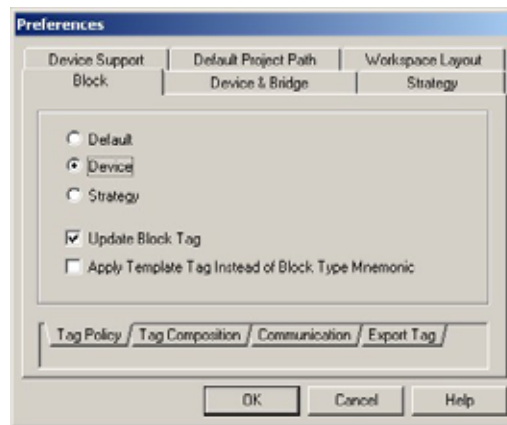 Preferences
Device Support Default Project Path Workspace Layout
Block Device & Bridge Strategy
Default
Device
Strategy
Update Block Tag
Apply Template Tag Instead of Block Type Mnemonic
Tag Policy Tag Composition Communication Export Tag
OK Cancel Help